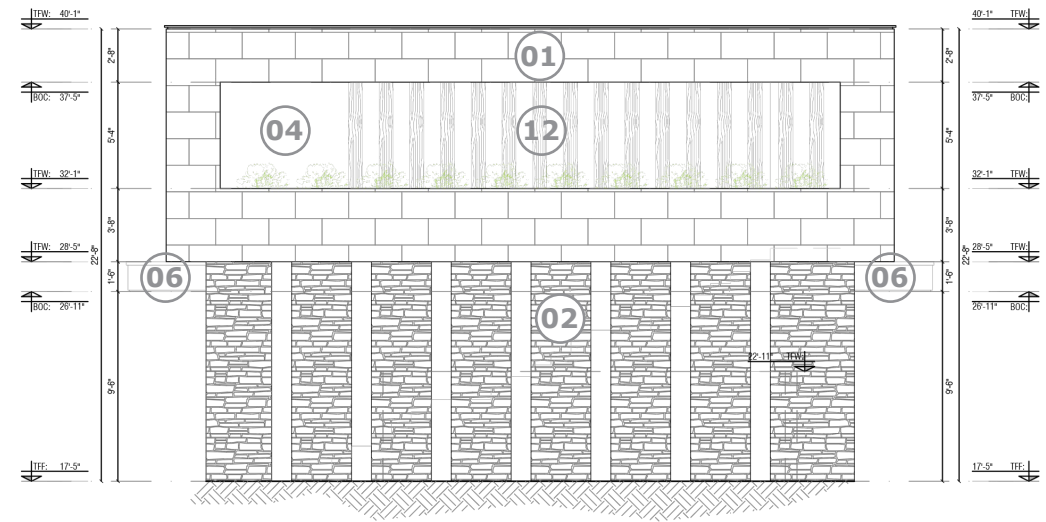 TFW: 40'-1"
40'-1" TFW:
2'-8"
01
2'-8"
BOC: 37'-5"
37'-5" BOC:
5'-4"
04
12
5'-4"
TFW: 32'-1"
32'-1" TFW:
3'-8"
3'-8"
TFW: 28'-5"
28'-5" TFW:
22'-8"
22'-8"
1'-6"
06
06
1'-6"
BOC: 26'-11"
26'-11" BOC:
02
22'-11" TFW:
9'-6"
9'-6"
TFF: 17'-5"
17'-5" TFF: